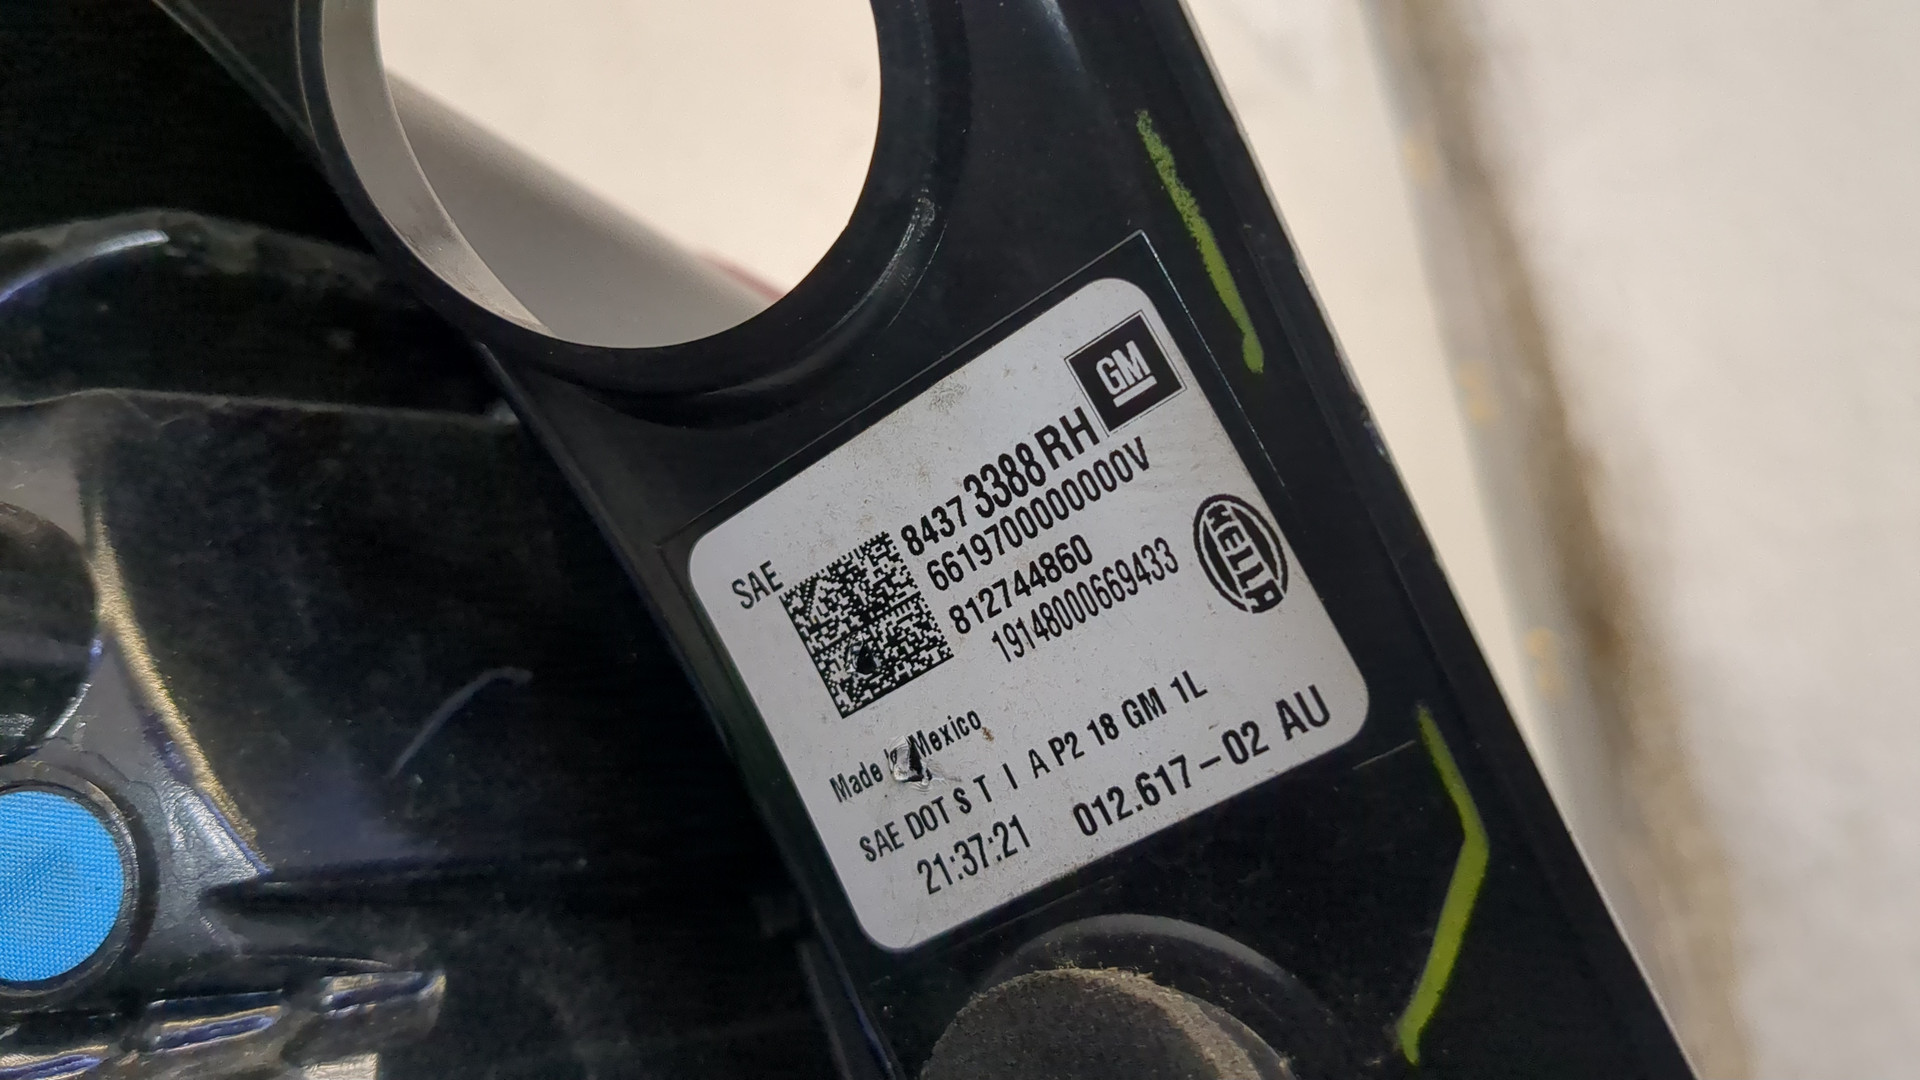 GM
8437 3388 RH
6619700000000V
SAE
812744860
19148000669433
HELLA
Made in Mexico
SAE DOT S T I A P2 18 GM 1L
21:37:21 012.617-02 AU